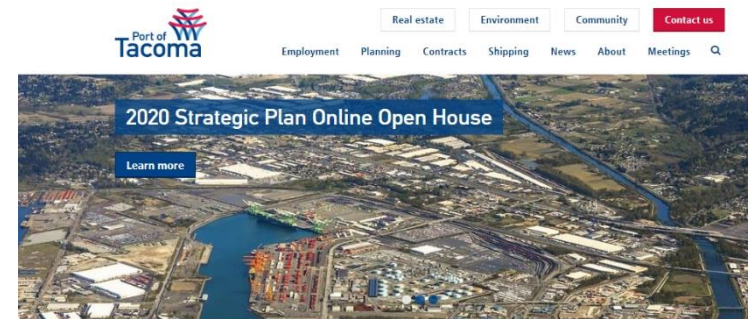 Port of
Tacoma
Real estate Environment Community Contact us
Employment Planning Contracts Shipping News About Meetings
2020 Strategic Plan Online Open House
Learn more